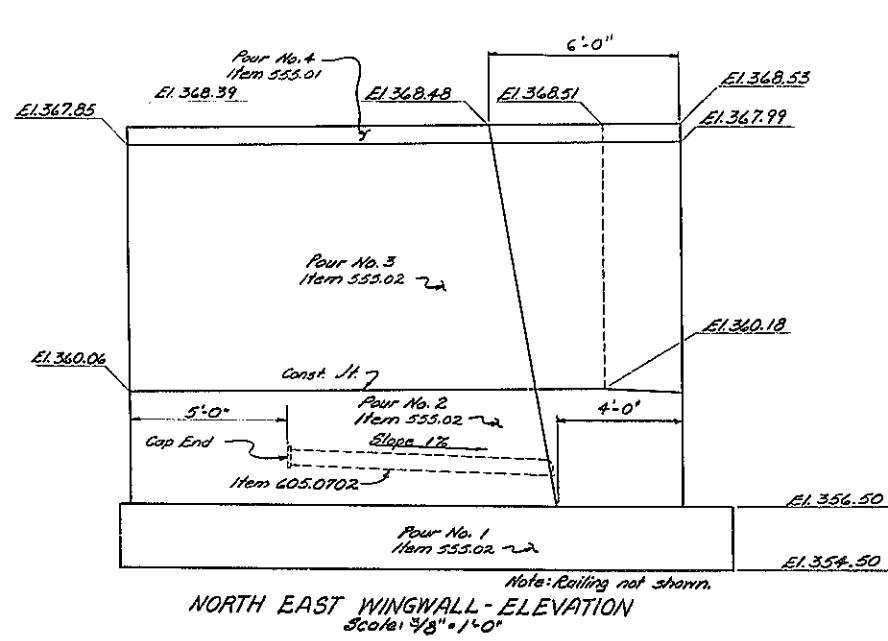 6'-0"
Pour No. 4
Item 555.01
El. 368.39
El. 368.48
El. 368.51
El. 368.53
El. 367.85
El. 367.99
Pour No. 3
Item 555.02
El. 360.18
El. 360.06
Const. Jt.
5'-0"
Pour No. 2
Item 555.02
4'-0"
Cap End
Slope 1%
Item 605.0702
El. 356.50
Pour No. 1
Item 555.02
El. 354.50
Note: Railing not shown.
NORTH EAST WINGWALL - ELEVATION
Scale: 3/8" = 1'-0"